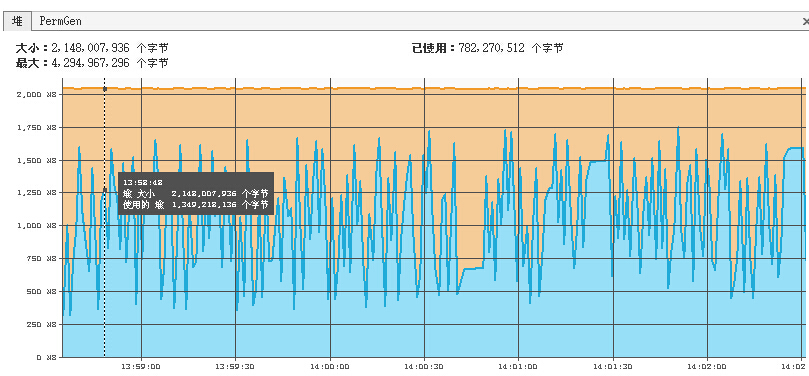 堆 PermGen
大小：2,148,007,936 个字节 已使用：782,270,512 个字节
最大：4,294,967,296 个字节
2,000 MB
1,750 MB
1,500 MB
1,250 MB
1,000 MB
750 MB
500 MB
250 MB
0 MB
13:58:48
堆 大小 2,148,007,936 个字节
使用的 堆 1,349,218,136 个字节
13:59:00 13:59:30 14:00:00 14:00:30 14:01:00 14:01:30 14:02:00 14:02